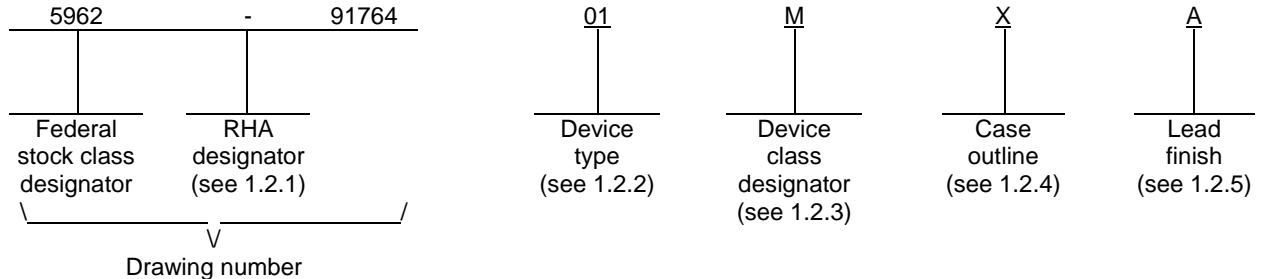 5962 - 91764 01 M X A
Federal stock class designator
RHA designator (see 1.2.1)
Device type (see 1.2.2)
Device class designator (see 1.2.3)
Case outline (see 1.2.4)
Lead finish (see 1.2.5)
\ /
\/
Drawing number